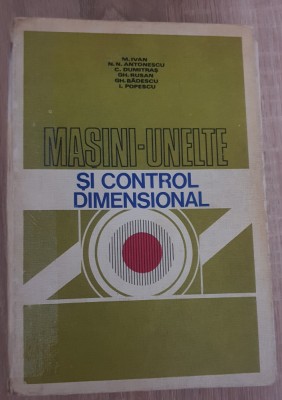 M. IVAN
N. N. ANTONESCU
C. DUMITRAȘ
GH. RUSAN
GH. BĂDESCU
I. POPESCU
MAȘINI-UNELTE
ȘI CONTROL
DIMENSIONAL